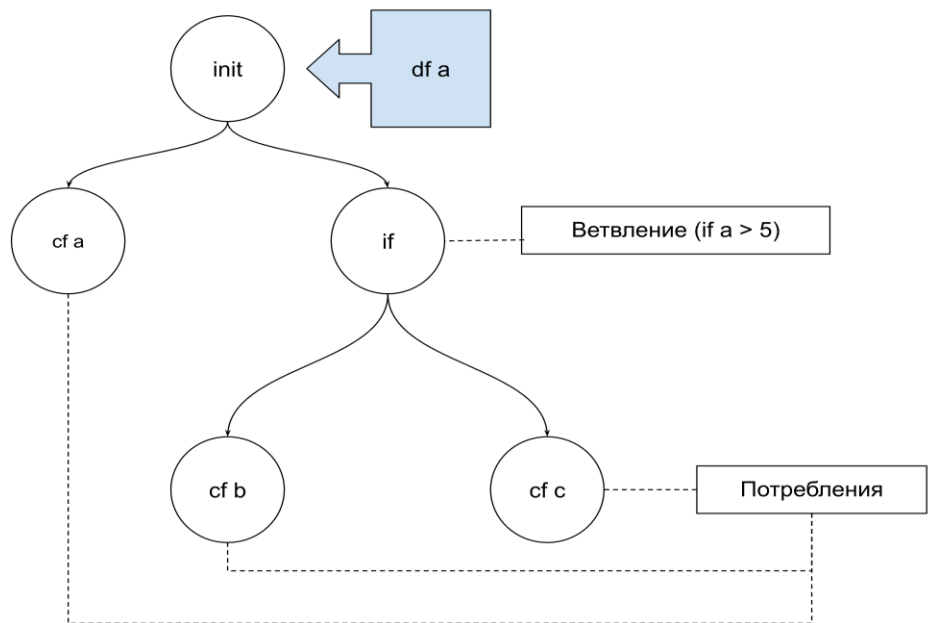 init
df a
cf a
if
Ветвление (if a > 5)
cf b
cf c
Потребления